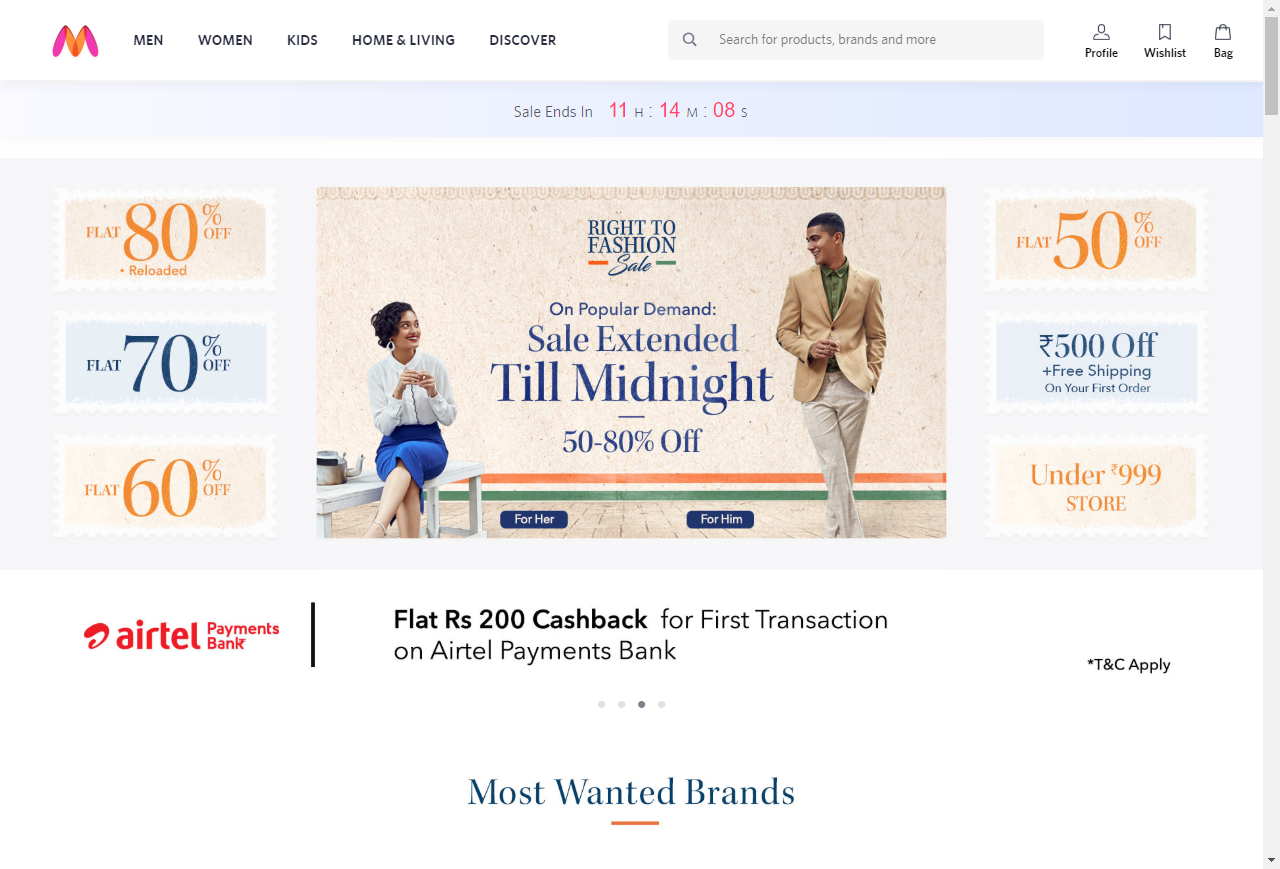 MEN WOMEN KIDS HOME & LIVING DISCOVER
Search for products, brands and more
Profile Wishlist Bag
Sale Ends In 11 H : 14 M : 08 S
FLAT 80% OFF
• Reloaded
FLAT 70% OFF
FLAT 60% OFF
RIGHT TO
FASHION
Sale
On Popular Demand:
Sale Extended
Till Midnight
50-80% Off
For Her For Him
FLAT 50% OFF
₹500 Off
+Free Shipping
On Your First Order
Under ₹999
STORE
airtel Payments Bank
Flat Rs 200 Cashback for First Transaction
on Airtel Payments Bank
*T&C Apply
Most Wanted Brands